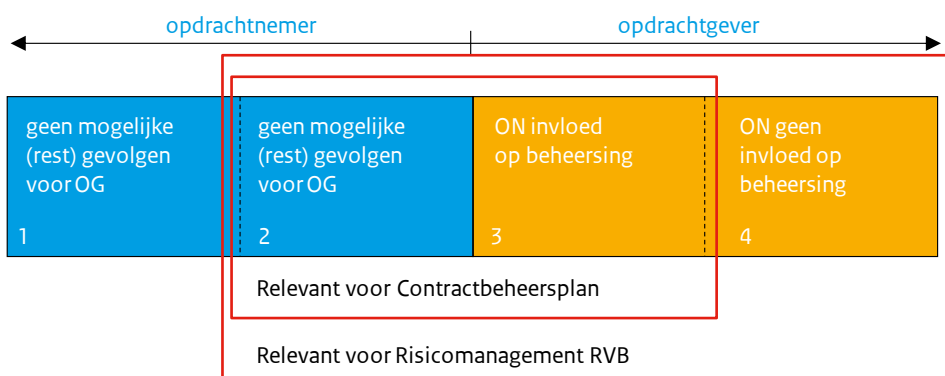 opdrachtnemer
opdrachtgever
geen mogelijke
(rest) gevolgen
voor OG
1
geen mogelijke
(rest) gevolgen
voor OG
2
ON invloed
op beheersing
3
ON geen
invloed op
beheersing
4
Relevant voor Contractbeheersplan
Relevant voor Risicomanagement RVB